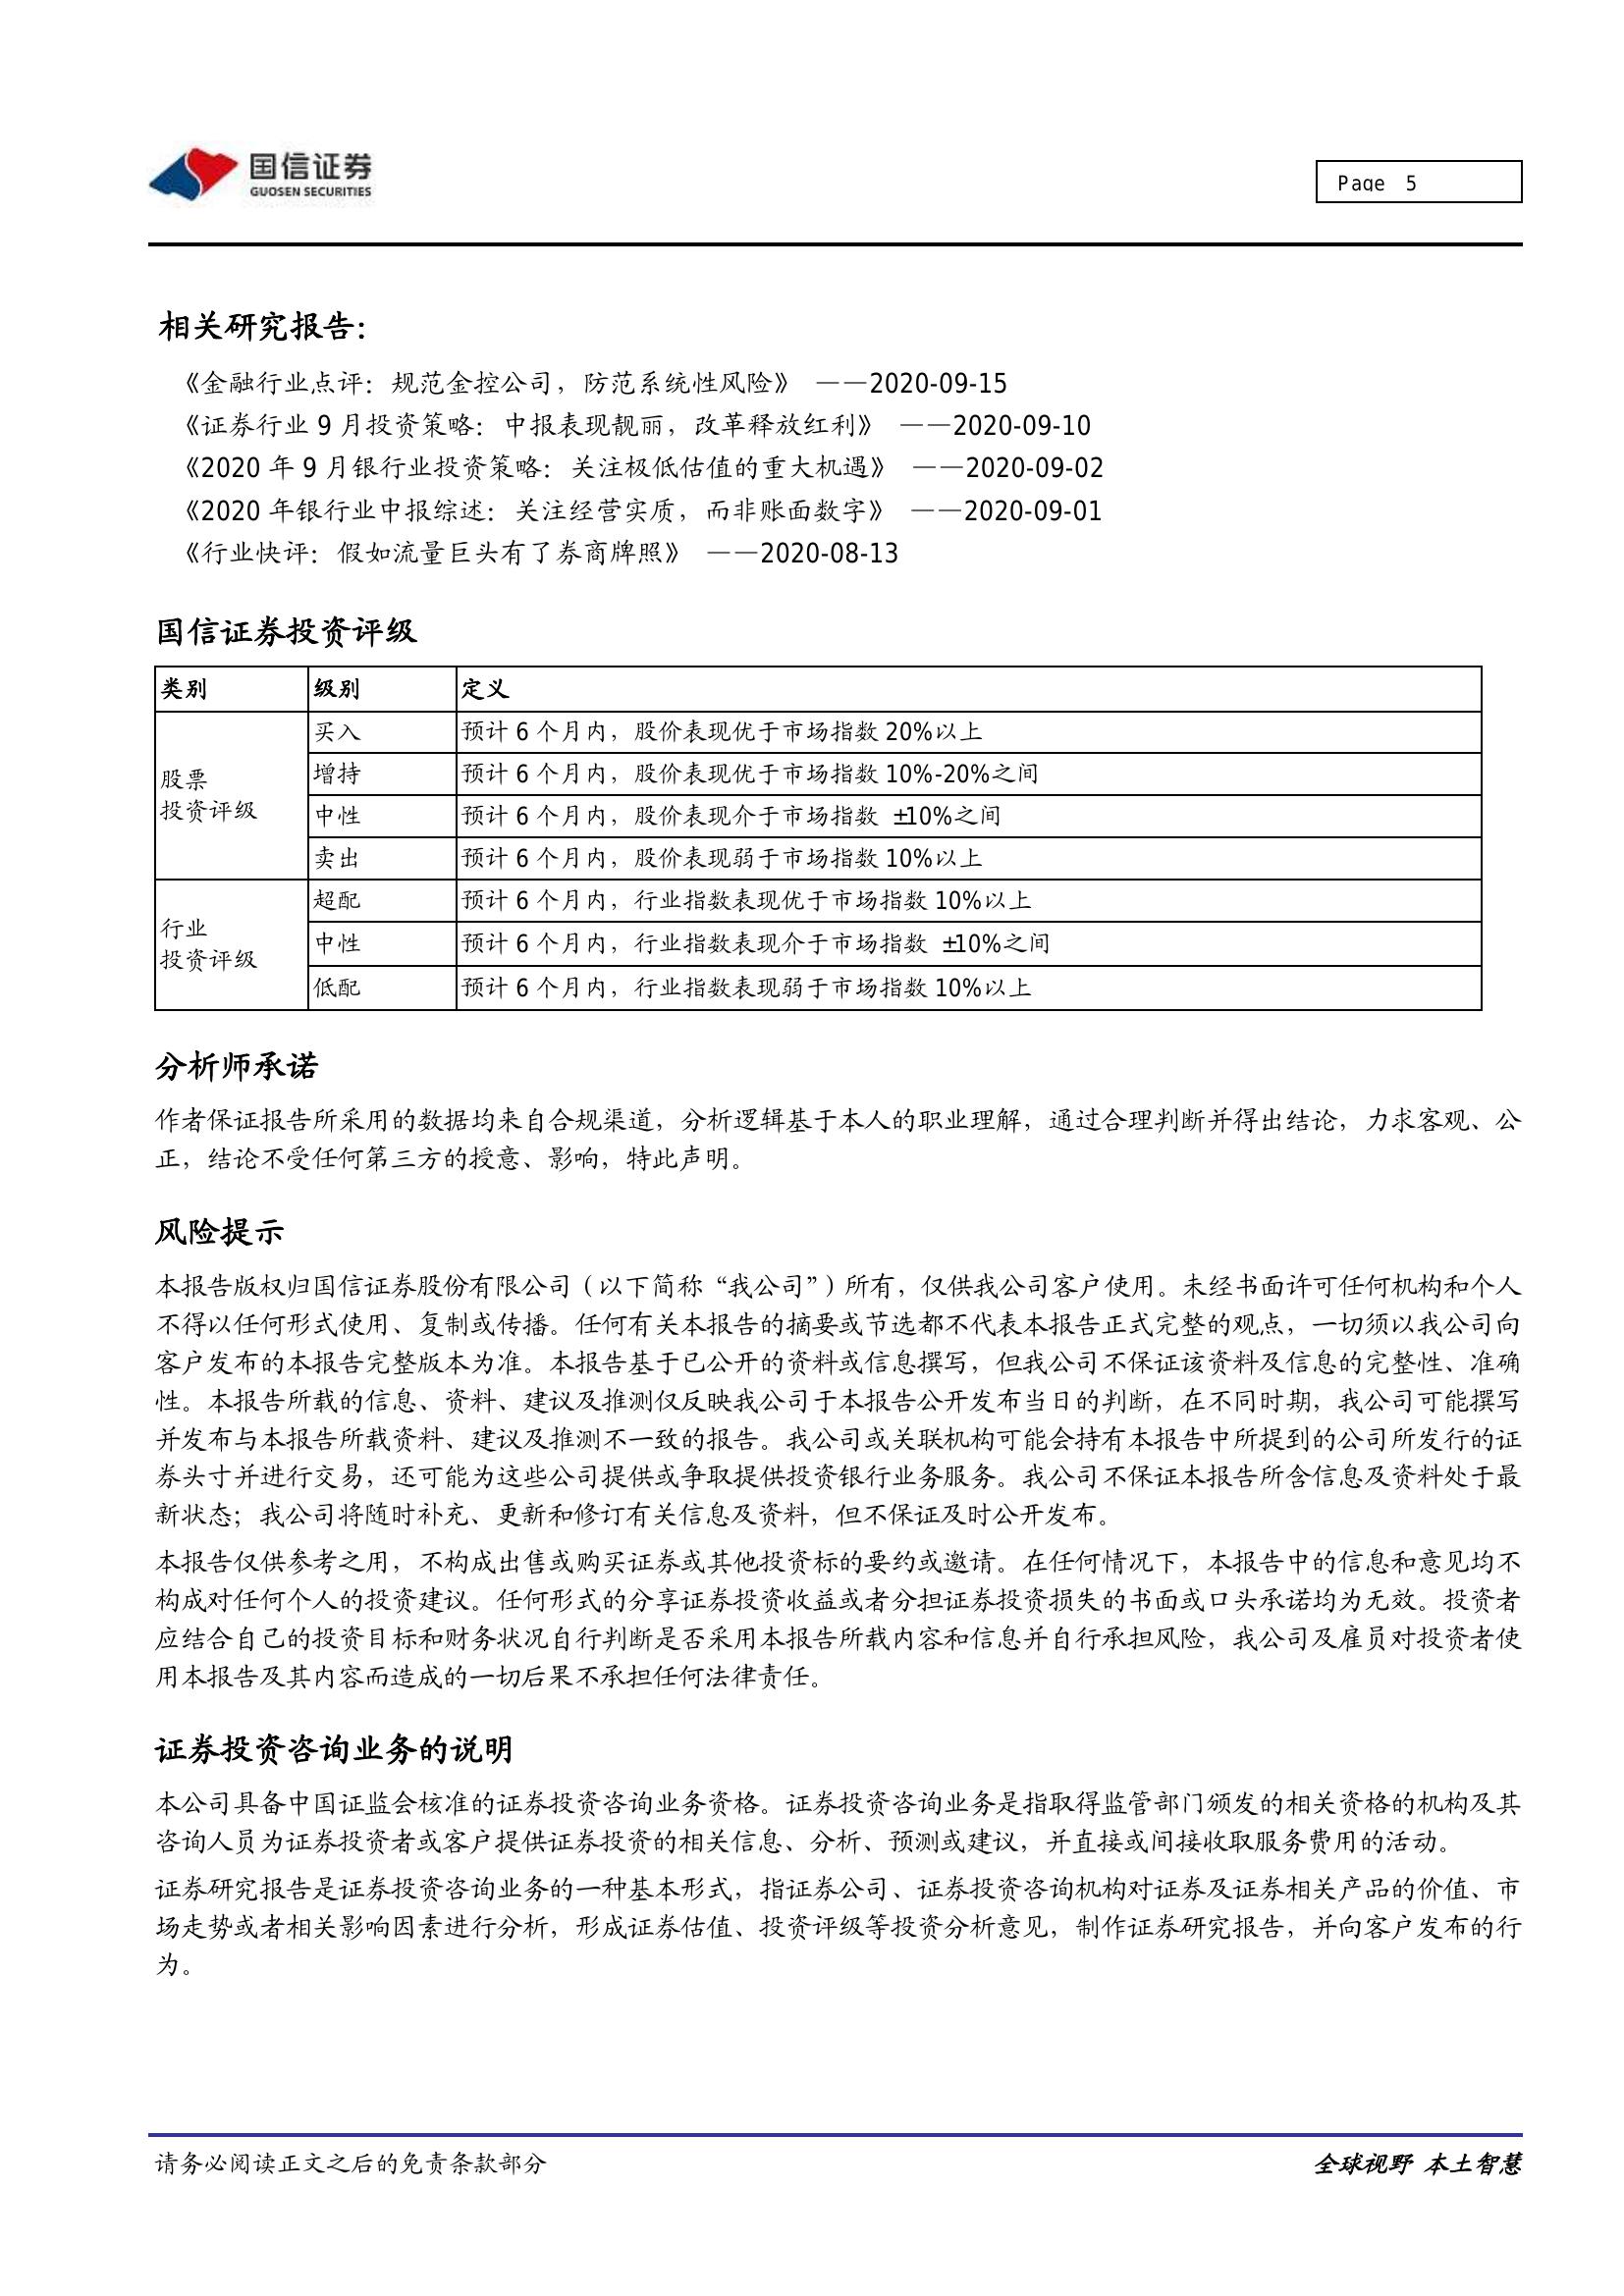 国信证券
GUOSEN SECURITIES
Page 5
相关研究报告：
《金融行业点评：规范金控公司，防范系统性风险》 ——2020-09-15
《证券行业 9 月投资策略：中报表现靓丽，改革释放红利》 ——2020-09-10
《2020 年 9 月银行业投资策略：关注极低估值的重大机遇》 ——2020-09-02
《2020 年银行业中报综述：关注经营实质，而非账面数字》 ——2020-09-01
《行业快评：假如流量巨头有了券商牌照》 ——2020-08-13
国信证券投资评级
类别 级别 定义
股票
投资评级
买入 预计 6 个月内，股价表现优于市场指数 20%以上
增持 预计 6 个月内，股价表现优于市场指数 10%-20%之间
中性 预计 6 个月内，股价表现介于市场指数 ±10%之间
卖出 预计 6 个月内，股价表现弱于市场指数 10%以上
行业
投资评级
超配 预计 6 个月内，行业指数表现优于市场指数 10%以上
中性 预计 6 个月内，行业指数表现介于市场指数 ±10%之间
低配 预计 6 个月内，行业指数表现弱于市场指数 10%以上
分析师承诺
作者保证报告所采用的数据均来自合规渠道，分析逻辑基于本人的职业理解，通过合理判断并得出结论，力求客观、公
正，结论不受任何第三方的授意、影响，特此声明。
风险提示
本报告版权归国信证券股份有限公司（以下简称“我公司”）所有，仅供我公司客户使用。未经书面许可任何机构和个人
不得以任何形式使用、复制或传播。任何有关本报告的摘要或节选都不代表本报告正式完整的观点，一切须以我公司向
客户发布的本报告完整版本为准。本报告基于已公开的资料或信息撰写，但我公司不保证该资料及信息的完整性、准确
性。本报告所载的信息、资料、建议及推测仅反映我公司于本报告公开发布当日的判断，在不同时期，我公司可能撰写
并发布与本报告所载资料、建议及推测不一致的报告。我公司或关联机构可能会持有本报告中所提到的公司所发行的证
券头寸并进行交易，还可能为这些公司提供或争取提供投资银行业务服务。我公司不保证本报告所含信息及资料处于最
新状态；我公司将随时补充、更新和修订有关信息及资料，但不保证及时公开发布。
本报告仅供参考之用，不构成出售或购买证券或其他投资标的要约或邀请。在任何情况下，本报告中的信息和意见均不
构成对任何个人的投资建议。任何形式的分享证券投资收益或者分担证券投资损失的书面或口头承诺均为无效。投资者
应结合自己的投资目标和财务状况自行判断是否采用本报告所载内容和信息并自行承担风险，我公司及雇员对投资者使
用本报告及其内容而造成的一切后果不承担任何法律责任。
证券投资咨询业务的说明
本公司具备中国证监会核准的证券投资咨询业务资格。证券投资咨询业务是指取得监管部门颁发的相关资格的机构及其
咨询人员为证券投资者或客户提供证券投资的相关信息、分析、预测或建议，并直接或间接收取服务费用的活动。
证券研究报告是证券投资咨询业务的一种基本形式，指证券公司、证券投资咨询机构对证券及证券相关产品的价值、市
场走势或者相关影响因素进行分析，形成证券估值、投资评级等投资分析意见，制作证券研究报告，并向客户发布的行
为。
请务必阅读正文之后的免责条款部分
全球视野 本土智慧